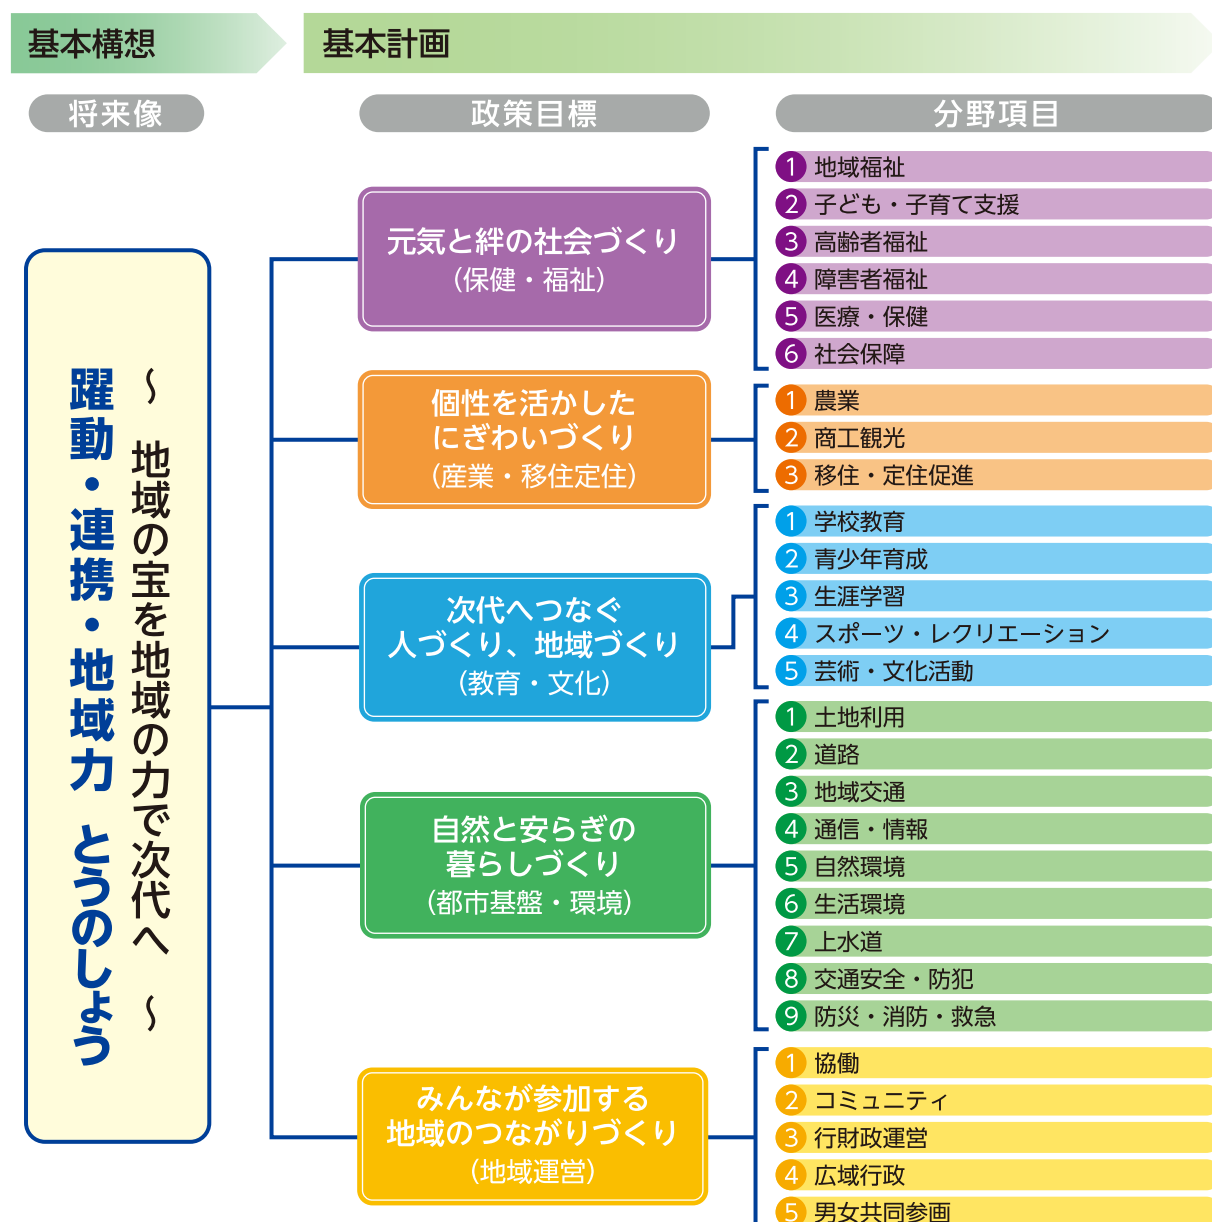 基本構想
基本計画
将来像
政策目標
分野項目
～ 地域の宝を地域の力で次代へ ～
躍動・連携・地域力 とうのしょう
元気と絆の社会づくり
（保健・福祉）
1 地域福祉
2 子ども・子育て支援
3 高齢者福祉
4 障害者福祉
5 医療・保健
6 社会保障
個性を活かした
にぎわいづくり
（産業・移住定住）
1 農業
2 商工観光
3 移住・定住促進
次代へつなぐ
人づくり、地域づくり
（教育・文化）
1 学校教育
2 青少年育成
3 生涯学習
4 スポーツ・レクリエーション
5 芸術・文化活動
自然と安らぎの
暮らしづくり
（都市基盤・環境）
1 土地利用
2 道路
3 地域交通
4 通信・情報
5 自然環境
6 生活環境
7 上水道
8 交通安全・防犯
9 防災・消防・救急
みんなが参加する
地域のつながりづくり
（地域運営）
1 協働
2 コミュニティ
3 行財政運営
4 広域行政
5 男女共同参画